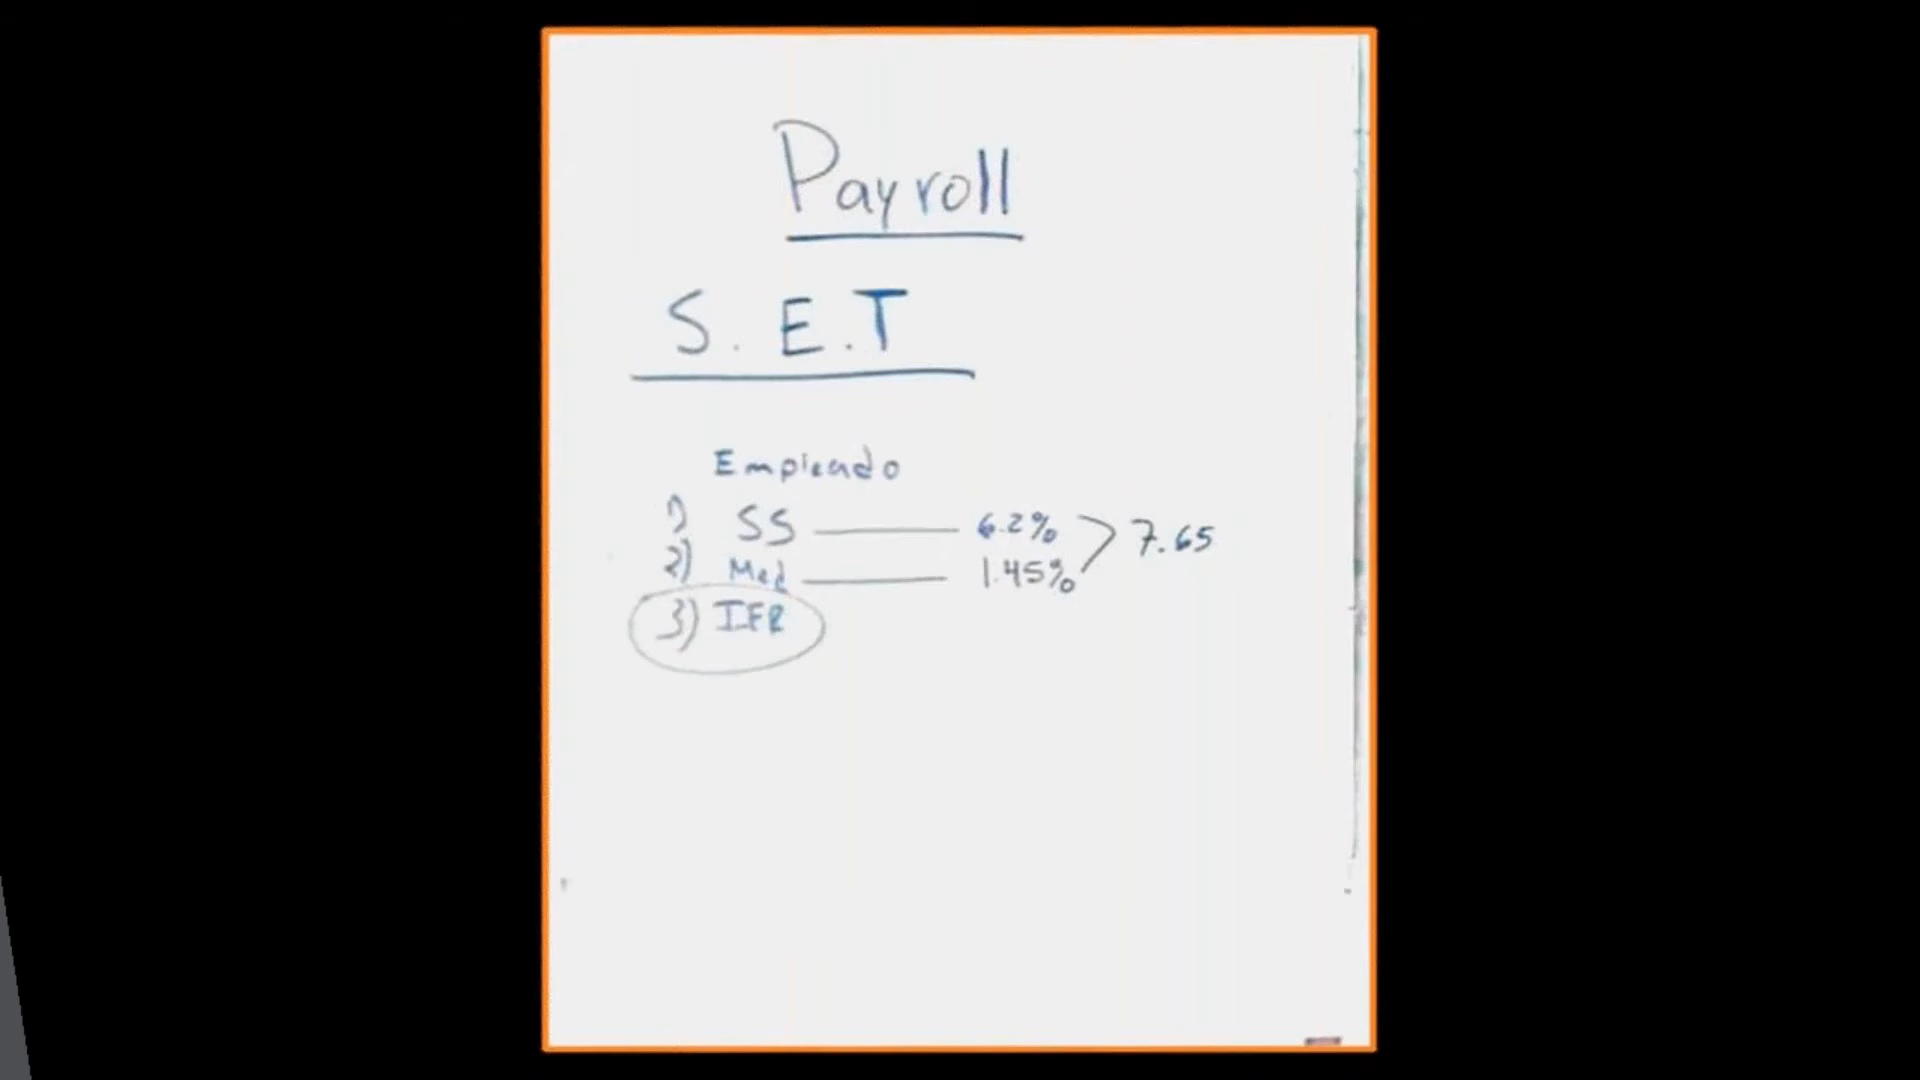 Payroll
S.E.T
Empleado
1) SS 6.2% 7.65
2) Med 1.45%
3) IFR